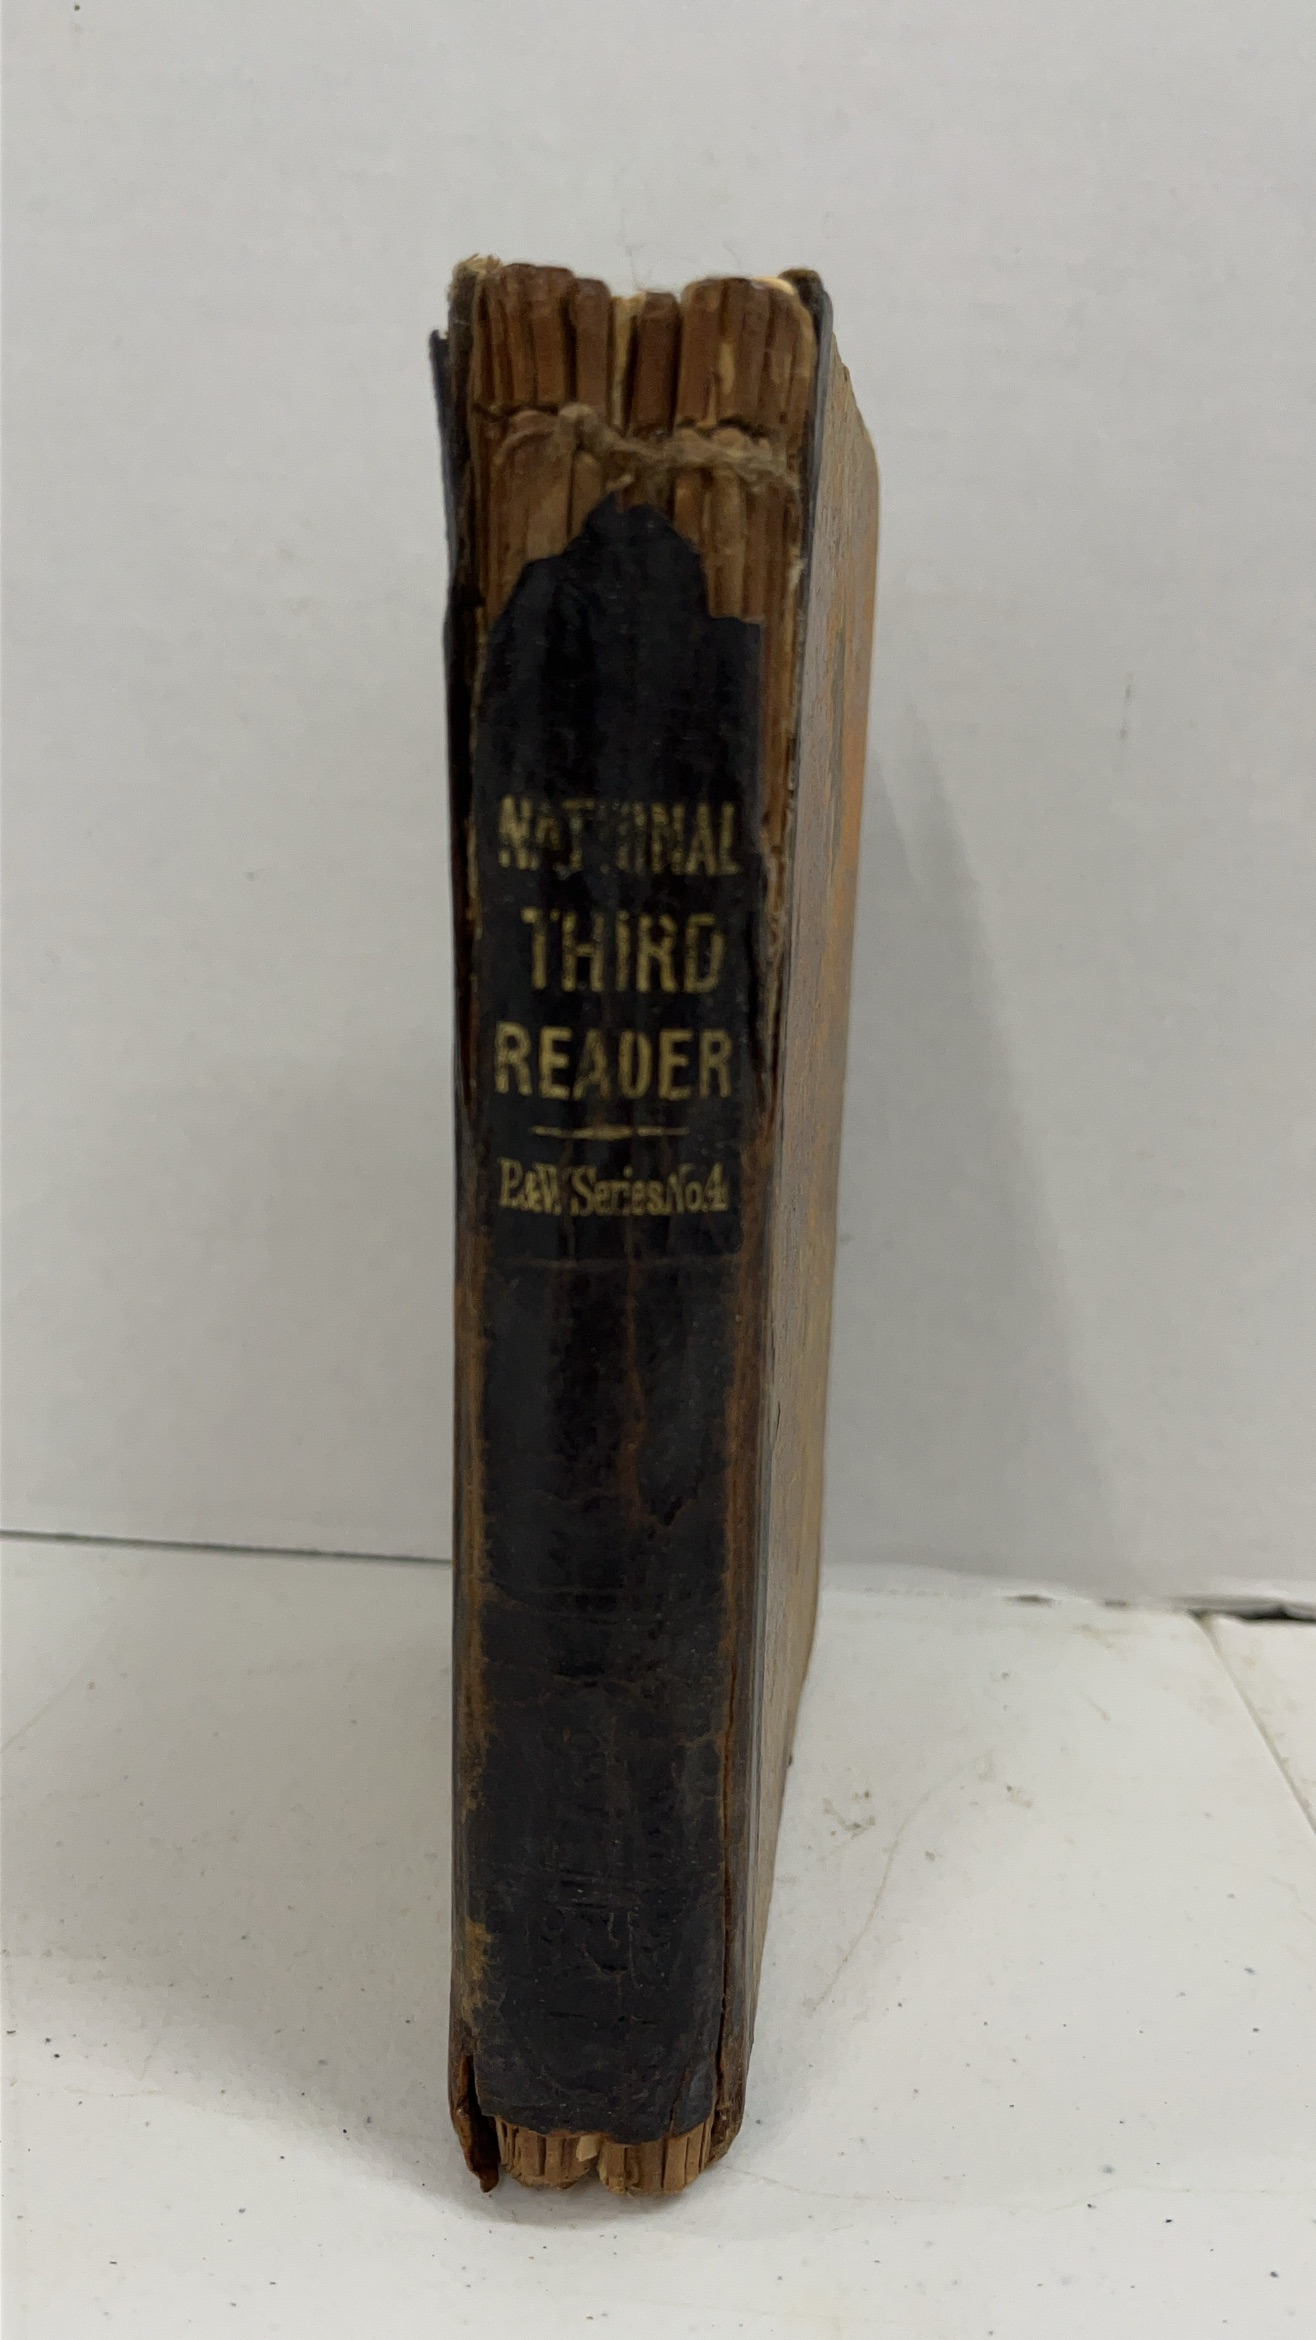 NATIONAL
THIRD
READER
P.&W. Series No. 4